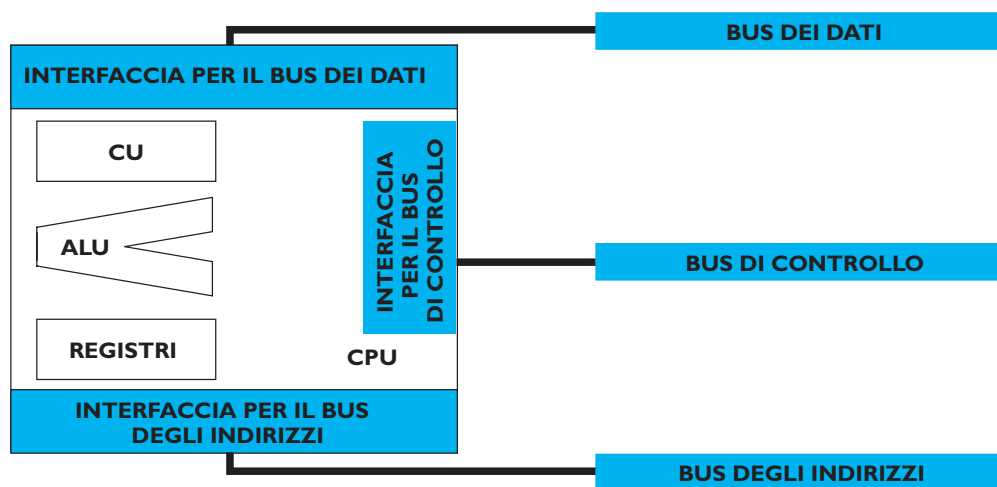 BUS DEI DATI
INTERFACCIA PER IL BUS DEI DATI
CU
ALU
REGISTRI
INTERFACCIA
PER IL BUS
DI CONTROLLO
CPU
BUS DI CONTROLLO
INTERFACCIA PER IL BUS
DEGLI INDIRIZZI
BUS DEGLI INDIRIZZI